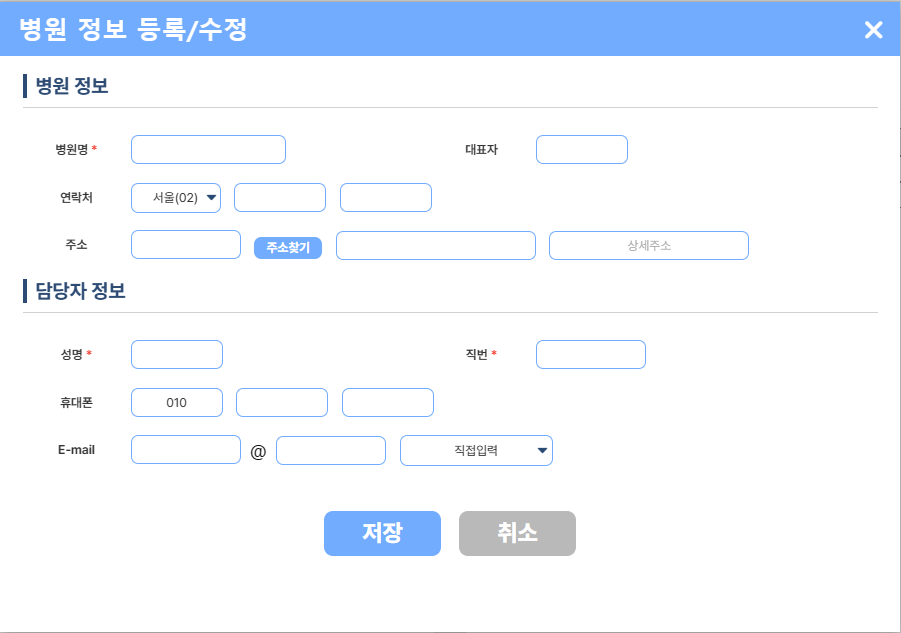 병원 정보 등록/수정
병원 정보
병원명 * 대표자
연락처 서울(02)
주소 주소찾기 상세주소
담당자 정보
성명 * 직번 *
휴대폰 010
E-mail @ 직접입력
저장 취소